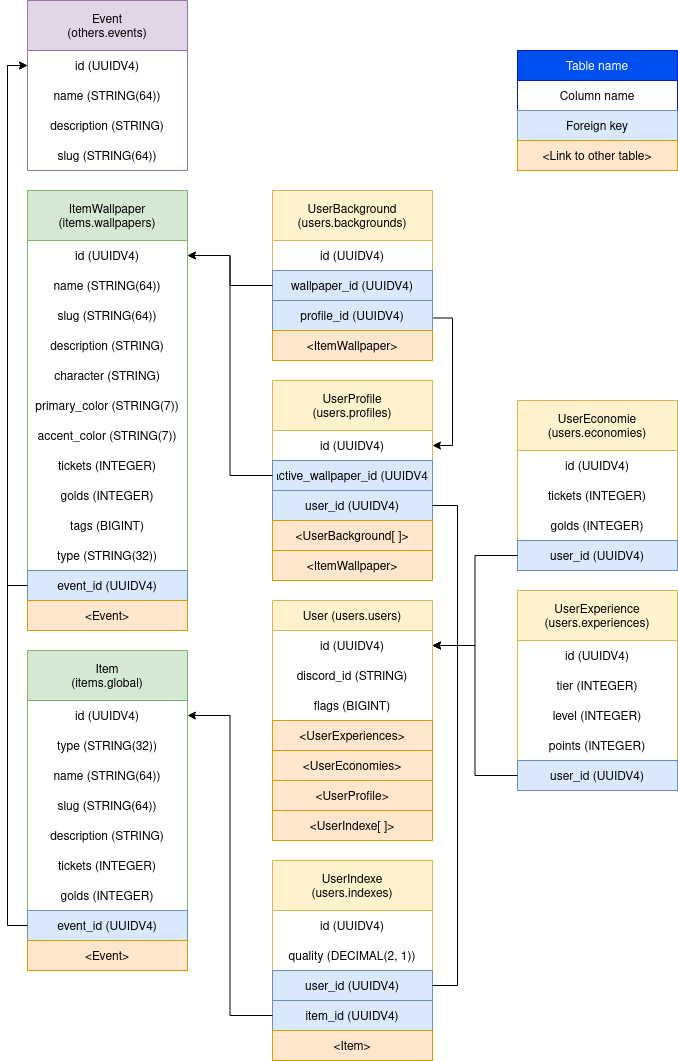 Event
(others.events)
id (UUIDV4)
name (STRING(64))
description (STRING)
slug (STRING(64))
Table name
Column name
Foreign key
<Link to other table>
ItemWallpaper
(items.wallpapers)
id (UUIDV4)
name (STRING(64))
slug (STRING(64))
description (STRING)
character (STRING)
primary_color (STRING(7))
accent_color (STRING(7))
tickets (INTEGER)
golds (INTEGER)
tags (BIGINT)
type (STRING(32))
event_id (UUIDV4)
<Event>
Item
(items.global)
id (UUIDV4)
type (STRING(32))
name (STRING(64))
slug (STRING(64))
description (STRING)
tickets (INTEGER)
golds (INTEGER)
event_id (UUIDV4)
<Event>
UserBackground
(users.backgrounds)
id (UUIDV4)
wallpaper_id (UUIDV4)
profile_id (UUIDV4)
<ItemWallpaper>
UserProfile
(users.profiles)
id (UUIDV4)
ctive_wallpaper_id (UUIDV4
user_id (UUIDV4)
<UserBackground[ ]>
<ItemWallpaper>
User (users.users)
id (UUIDV4)
discord_id (STRING)
flags (BIGINT)
<UserExperiences>
<UserEconomies>
<UserProfile>
<UserIndexe[ ]>
UserIndexe
(users.indexes)
id (UUIDV4)
quality (DECIMAL(2, 1))
user_id (UUIDV4)
item_id (UUIDV4)
<Item>
UserEconomie
(users.economies)
id (UUIDV4)
tickets (INTEGER)
golds (INTEGER)
user_id (UUIDV4)
UserExperience
(users.experiences)
id (UUIDV4)
tier (INTEGER)
level (INTEGER)
points (INTEGER)
user_id (UUIDV4)